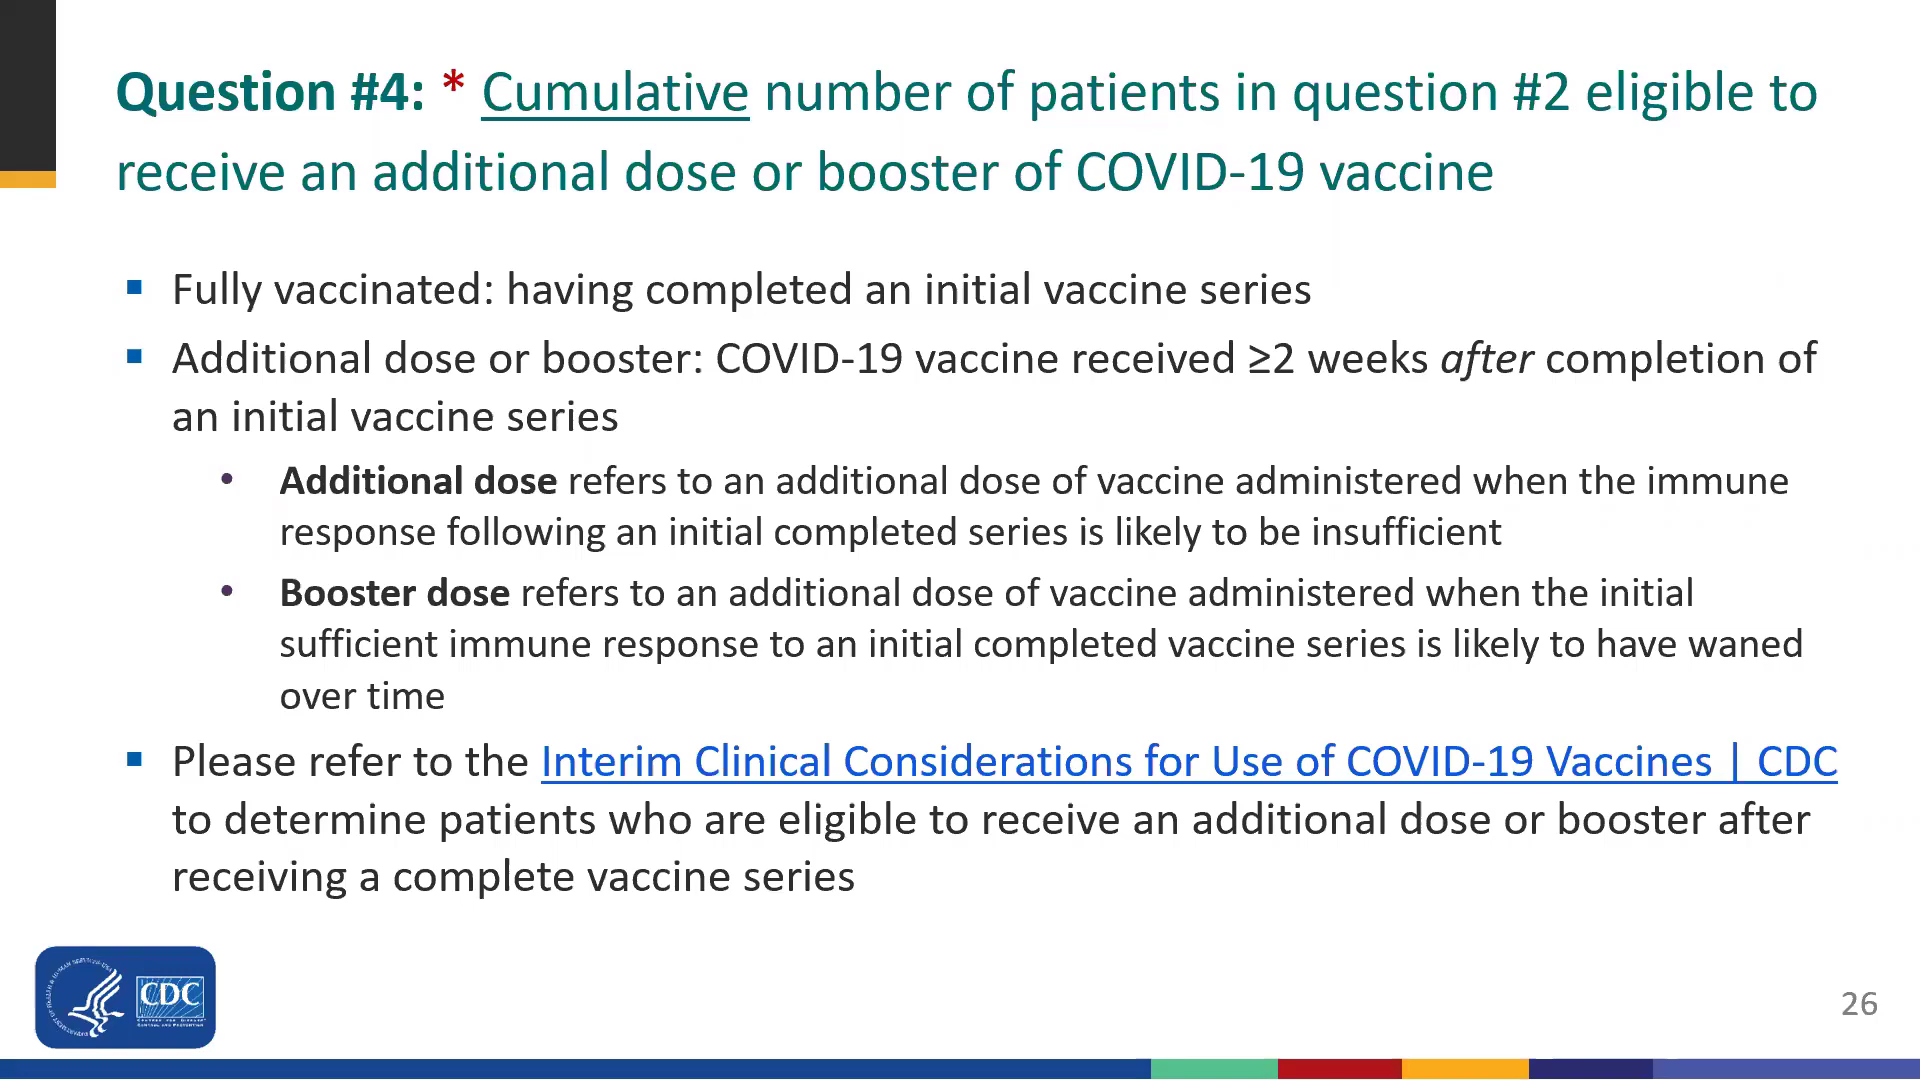 Question #4: * Cumulative number of patients in question #2 eligible to
receive an additional dose or booster of COVID-19 vaccine
▪ Fully vaccinated: having completed an initial vaccine series
▪ Additional dose or booster: COVID-19 vaccine received ≥2 weeks after completion of
an initial vaccine series
• Additional dose refers to an additional dose of vaccine administered when the immune
response following an initial completed series is likely to be insufficient
• Booster dose refers to an additional dose of vaccine administered when the initial
sufficient immune response to an initial completed vaccine series is likely to have waned
over time
▪ Please refer to the Interim Clinical Considerations for Use of COVID-19 Vaccines | CDC
to determine patients who are eligible to receive an additional dose or booster after
receiving a complete vaccine series
CDC
CENTERS FOR DISEASE
CONTROL AND PREVENTION
26